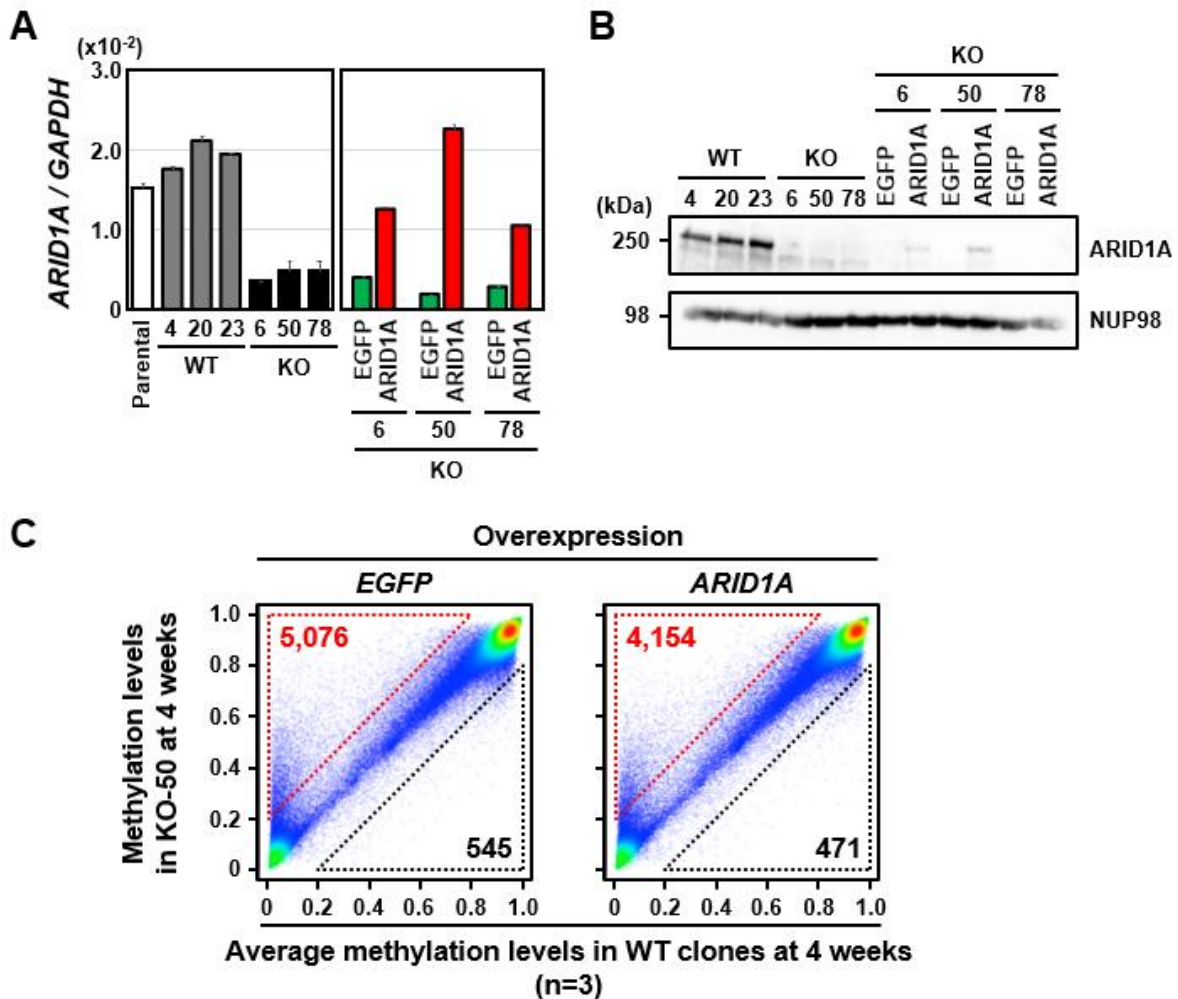 A
(x10-2)
3.0
2.0
1.0
0
ARID1A / GAPDH
Parental
4 20 23 6 50 78
WT KO
EGFP ARID1A EGFP ARID1A EGFP ARID1A
6 50 78
KO
B
KO
6 50 78
WT KO EGFP ARID1A EGFP ARID1A EGFP ARID1A
(kDa) 4 20 23 6 50 78
250 ARID1A
98 NUP98
C
Overexpression
EGFP ARID1A
Methylation levels
in KO-50 at 4 weeks
1.0
0.8
0.6
0.4
0.2
0
5,076 4,154
545 471
0 0.2 0.4 0.6 0.8 1.0 0 0.2 0.4 0.6 0.8 1.0
Average methylation levels in WT clones at 4 weeks
(n=3)